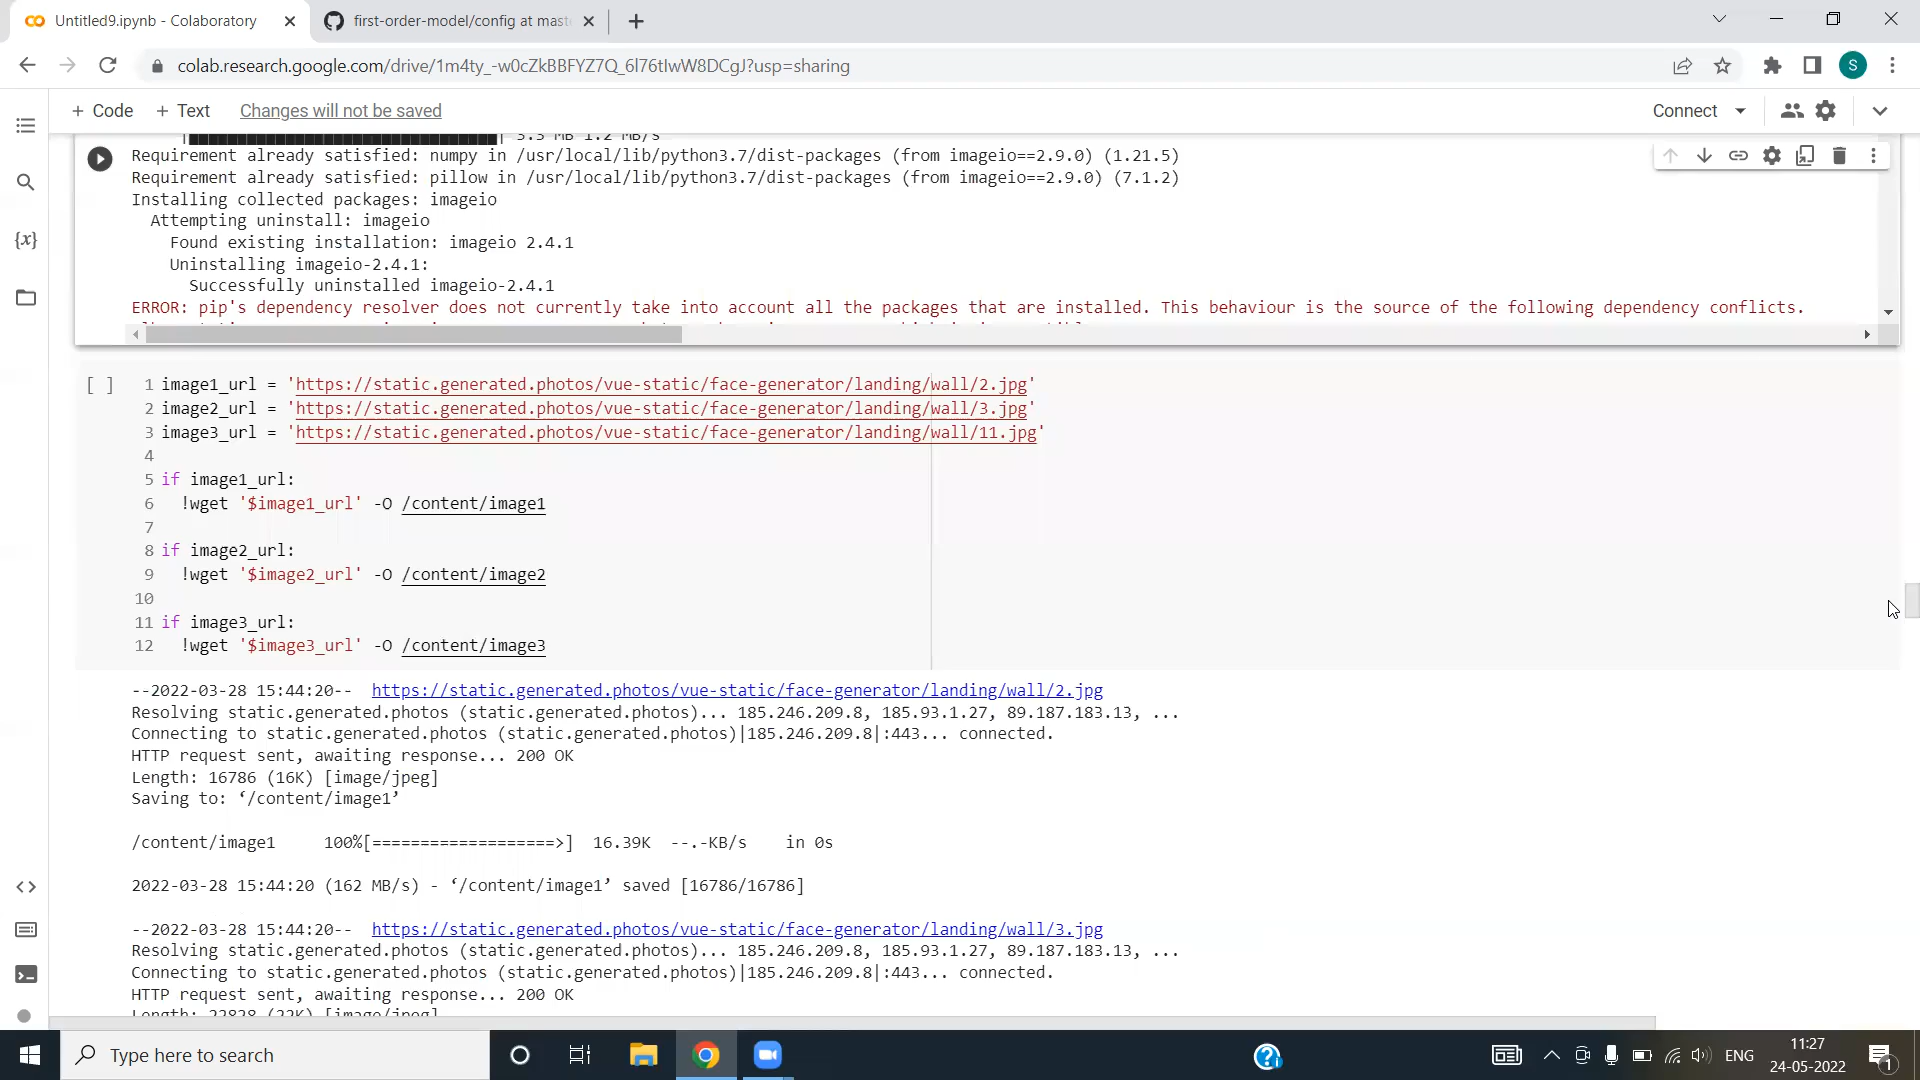 Untitled9.ipynb - Colaboratory
first-order-model/config at mast
colab.research.google.com/drive/1m4ty_-w0cZkBBFYZ7Q_6l76tIwW8DCgJ?usp=sharing
S
+ Code + Text Changes will not be saved
Connect
3.3 MB 1.2 MB/s
Requirement already satisfied: numpy in /usr/local/lib/python3.7/dist-packages (from imageio==2.9.0) (1.21.5)
Requirement already satisfied: pillow in /usr/local/lib/python3.7/dist-packages (from imageio==2.9.0) (7.1.2)
Installing collected packages: imageio
Attempting uninstall: imageio
Found existing installation: imageio 2.4.1
Uninstalling imageio-2.4.1:
Successfully uninstalled imageio-2.4.1
ERROR: pip's dependency resolver does not currently take into account all the packages that are installed. This behaviour is the source of the following dependency conflicts.
[ ] 1 image1_url = 'https://static.generated.photos/vue-static/face-generator/landing/wall/2.jpg'
2 image2_url = 'https://static.generated.photos/vue-static/face-generator/landing/wall/3.jpg'
3 image3_url = 'https://static.generated.photos/vue-static/face-generator/landing/wall/11.jpg'
4
5 if image1_url:
6 !wget '$image1_url' -O /content/image1
7
8 if image2_url:
9 !wget '$image2_url' -O /content/image2
10
11 if image3_url:
12 !wget '$image3_url' -O /content/image3
--2022-03-28 15:44:20-- https://static.generated.photos/vue-static/face-generator/landing/wall/2.jpg
Resolving static.generated.photos (static.generated.photos)... 185.246.209.8, 185.93.1.27, 89.187.183.13, ...
Connecting to static.generated.photos (static.generated.photos)|185.246.209.8|:443... connected.
HTTP request sent, awaiting response... 200 OK
Length: 16786 (16K) [image/jpeg]
Saving to: ‘/content/image1’
/content/image1 100%[===================>] 16.39K --.-KB/s in 0s
2022-03-28 15:44:20 (162 MB/s) - ‘/content/image1’ saved [16786/16786]
--2022-03-28 15:44:20-- https://static.generated.photos/vue-static/face-generator/landing/wall/3.jpg
Resolving static.generated.photos (static.generated.photos)... 185.246.209.8, 185.93.1.27, 89.187.183.13, ...
Connecting to static.generated.photos (static.generated.photos)|185.246.209.8|:443... connected.
HTTP request sent, awaiting response... 200 OK
Length: 22828 (22K) [image/jpeg]
Type here to search
ENG
11:27
24-05-2022
1